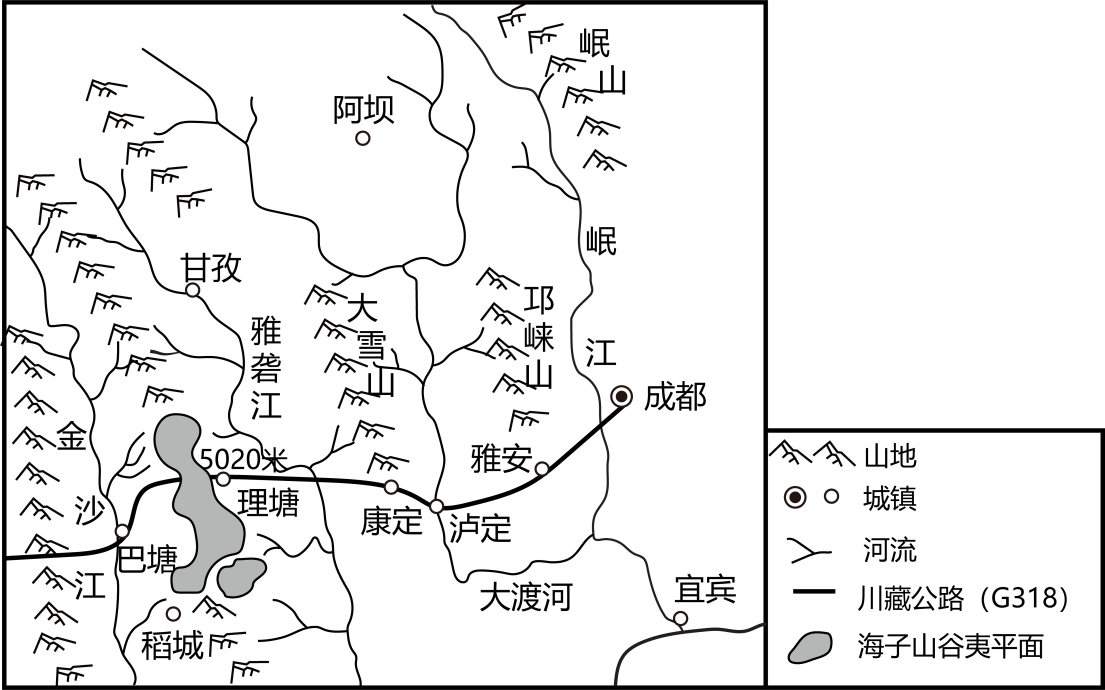 岷山
阿坝
岷江
甘孜
雅砻江
大雪山
邛崃山
成都
金沙江
5020米
雅安
理塘
康定
泸定
巴塘
大渡河
宜宾
稻城
山地
城镇
河流
川藏公路（G318）
海子山谷夷平面